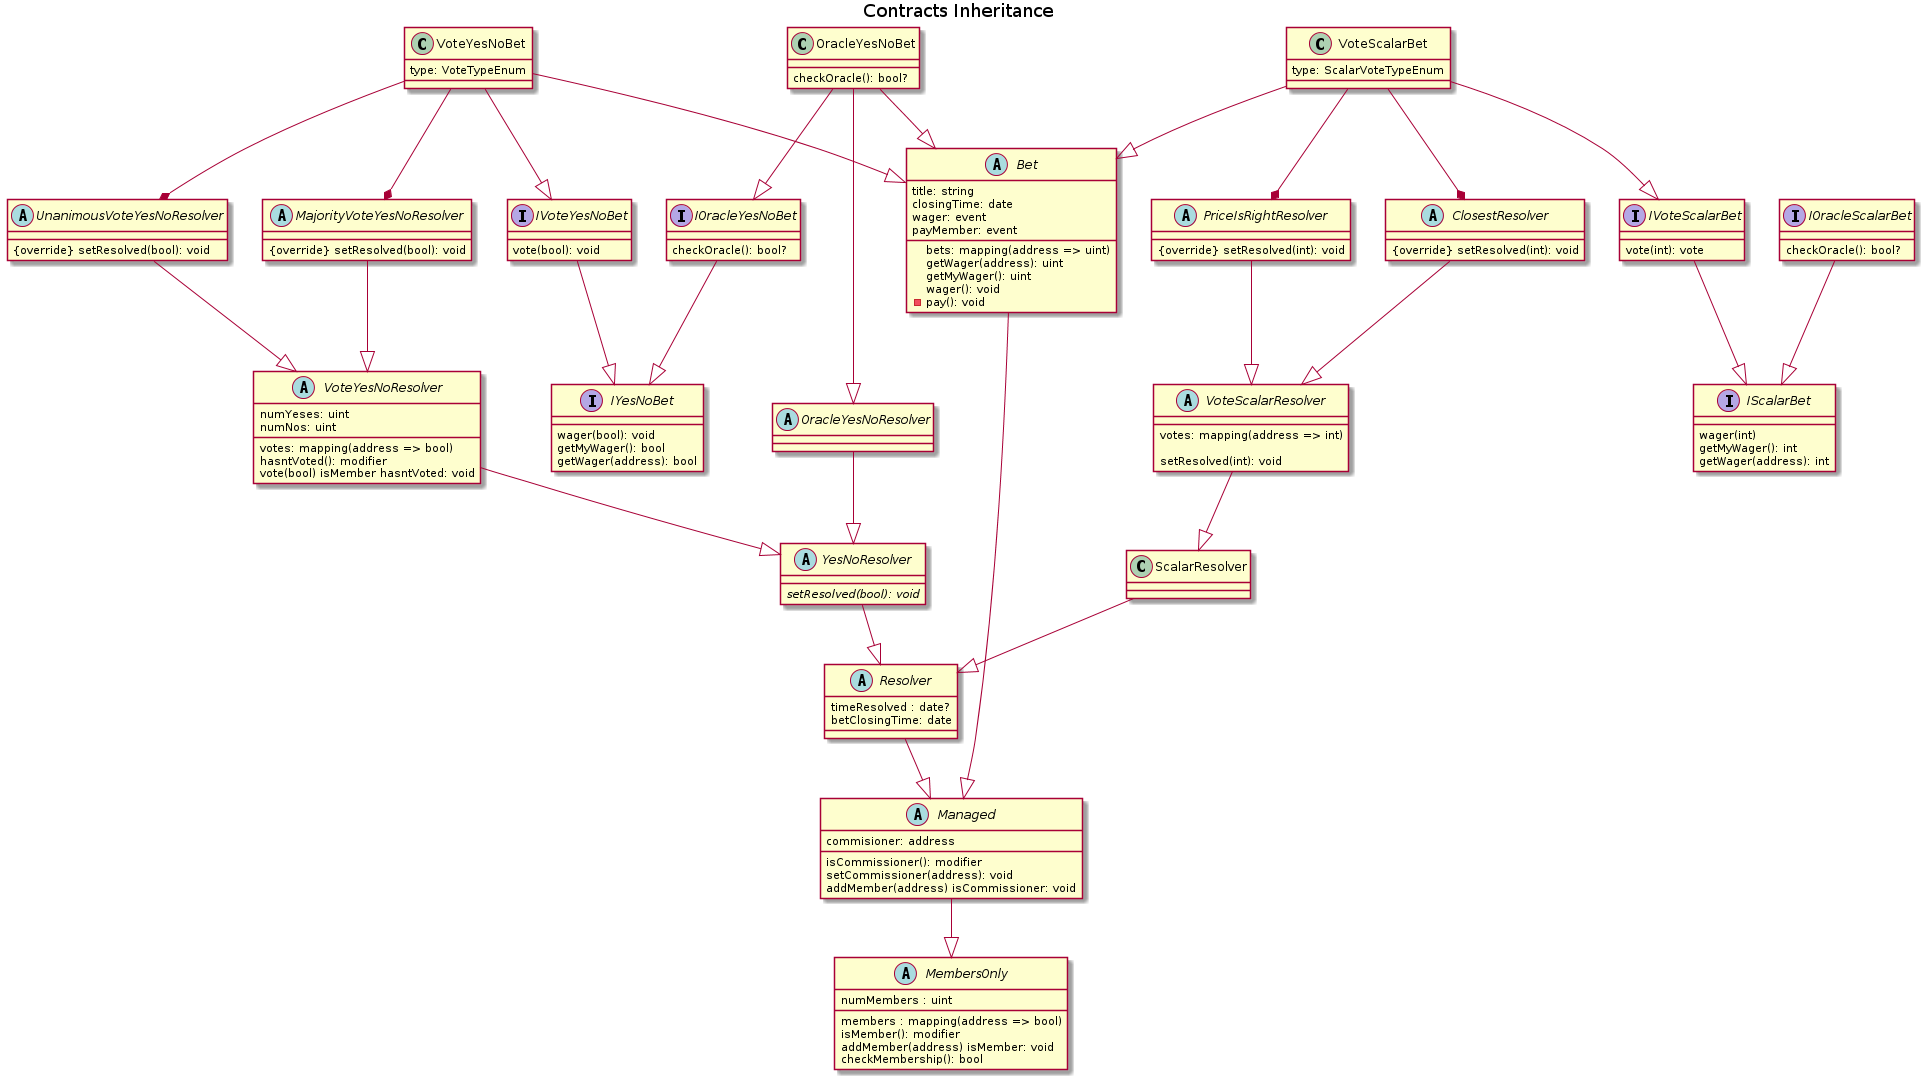 Contracts Inheritance
C VoteYesNoBet
type: VoteTypeEnum
C OracleYesNoBet
checkOracle(): bool?
C VoteScalarBet
type: ScalarVoteTypeEnum
A Bet
title: string
closingTime: date
wager: event
payMember: event
bets: mapping(address => uint)
getWager(address): uint
getMyWager(): uint
wager(): void
pay(): void
A UnanimousVoteYesNoResolver
{override} setResolved(bool): void
A MajorityVoteYesNoResolver
{override} setResolved(bool): void
I IVoteYesNoBet
vote(bool): void
I IOracleYesNoBet
checkOracle(): bool?
A PriceIsRightResolver
{override} setResolved(int): void
A ClosestResolver
{override} setResolved(int): void
I IVoteScalarBet
vote(int): vote
I IOracleScalarBet
checkOracle(): bool?
A VoteYesNoResolver
numYeses: uint
numNos: uint
votes: mapping(address => bool)
hasntVoted(): modifier
vote(bool) isMember hasntVoted: void
I IYesNoBet
wager(bool): void
getMyWager(): bool
getWager(address): bool
A OracleYesNoResolver
A VoteScalarResolver
votes: mapping(address => int)
setResolved(int): void
I IScalarBet
wager(int)
getMyWager(): int
getWager(address): int
A YesNoResolver
setResolved(bool): void
C ScalarResolver
A Resolver
timeResolved : date?
betClosingTime: date
A Managed
commisioner: address
isCommissioner(): modifier
setCommissioner(address): void
addMember(address) isCommissioner: void
A MembersOnly
numMembers : uint
members : mapping(address => bool)
isMember(): modifier
addMember(address) isMember: void
checkMembership(): bool